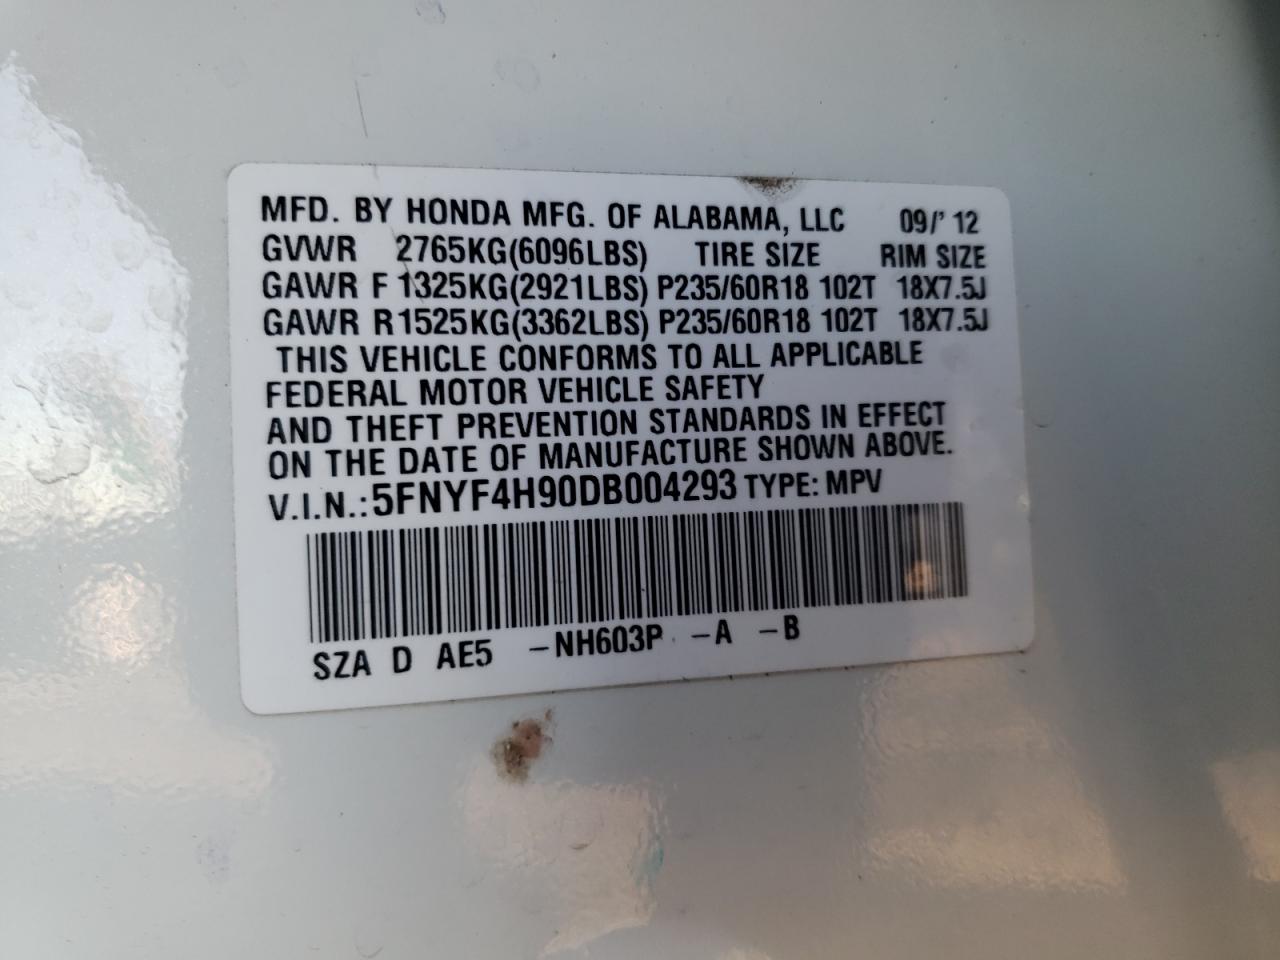 MFD. BY HONDA MFG. OF ALABAMA, LLC 09/' 12
GVWR 2765KG(6096LBS) TIRE SIZE RIM SIZE
GAWR F 1325KG(2921LBS) P235/60R18 102T 18X7.5J
GAWR R1525KG(3362LBS) P235/60R18 102T 18X7.5J
THIS VEHICLE CONFORMS TO ALL APPLICABLE
FEDERAL MOTOR VEHICLE SAFETY
AND THEFT PREVENTION STANDARDS IN EFFECT
ON THE DATE OF MANUFACTURE SHOWN ABOVE.
V.I.N.: 5FNYF4H90DB004293 TYPE: MPV
SZA D AE5 -NH603P -A -B